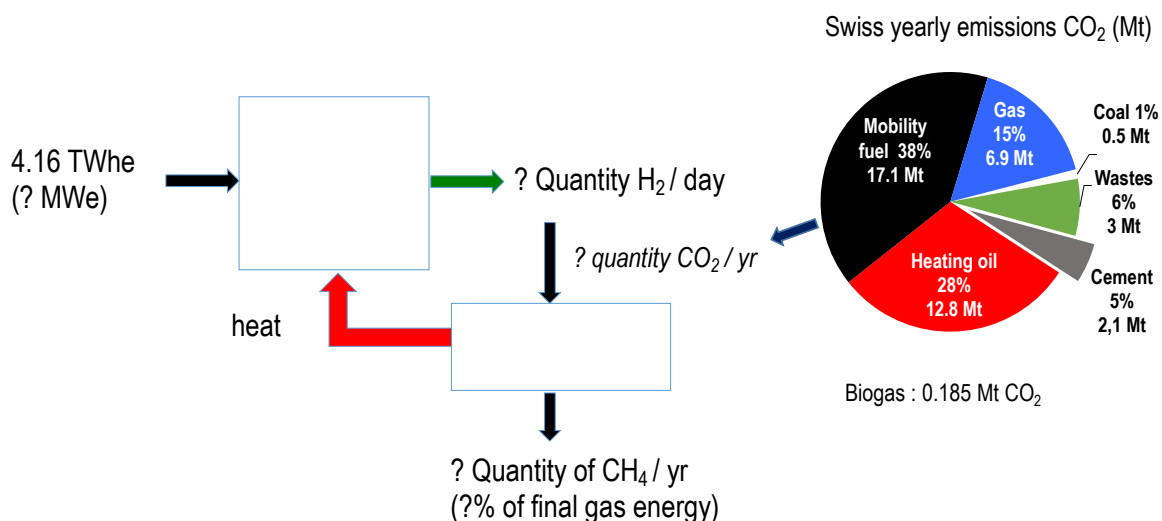 Swiss yearly emissions CO₂ (Mt)
4.16 TWhe
(? MWe)
? Quantity H₂ / day
? quantity CO₂ / yr
heat
? Quantity of CH₄ / yr
(?% of final gas energy)
Mobility
fuel 38%
17.1 Mt
Gas
15%
6.9 Mt
Coal 1%
0.5 Mt
Wastes
6%
3 Mt
Cement
5%
2,1 Mt
Heating oil
28%
12.8 Mt
Biogas : 0.185 Mt CO₂